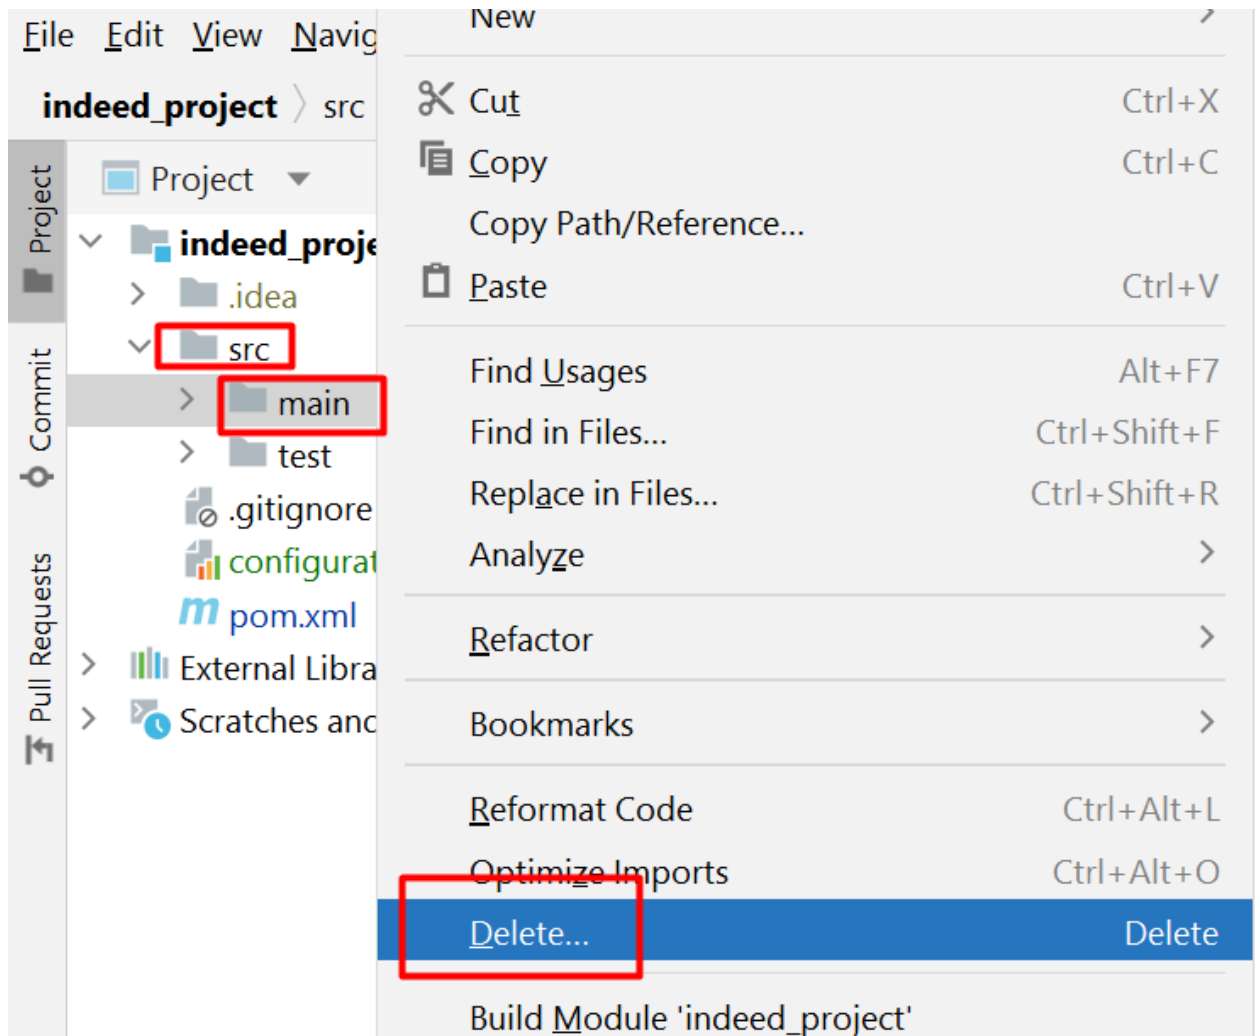 File Edit View Navig
indeed_project src
Project
Project
indeed_proje
.idea
src
main
test
.gitignore
configurat
pom.xml
External Libra
Scratches and
Commit
Pull Requests
New
Cut Ctrl+X
Copy Ctrl+C
Copy Path/Reference...
Paste Ctrl+V
Find Usages Alt+F7
Find in Files... Ctrl+Shift+F
Replace in Files... Ctrl+Shift+R
Analyze
Refactor
Bookmarks
Reformat Code Ctrl+Alt+L
Optimize Imports Ctrl+Alt+O
Delete... Delete
Build Module 'indeed_project'